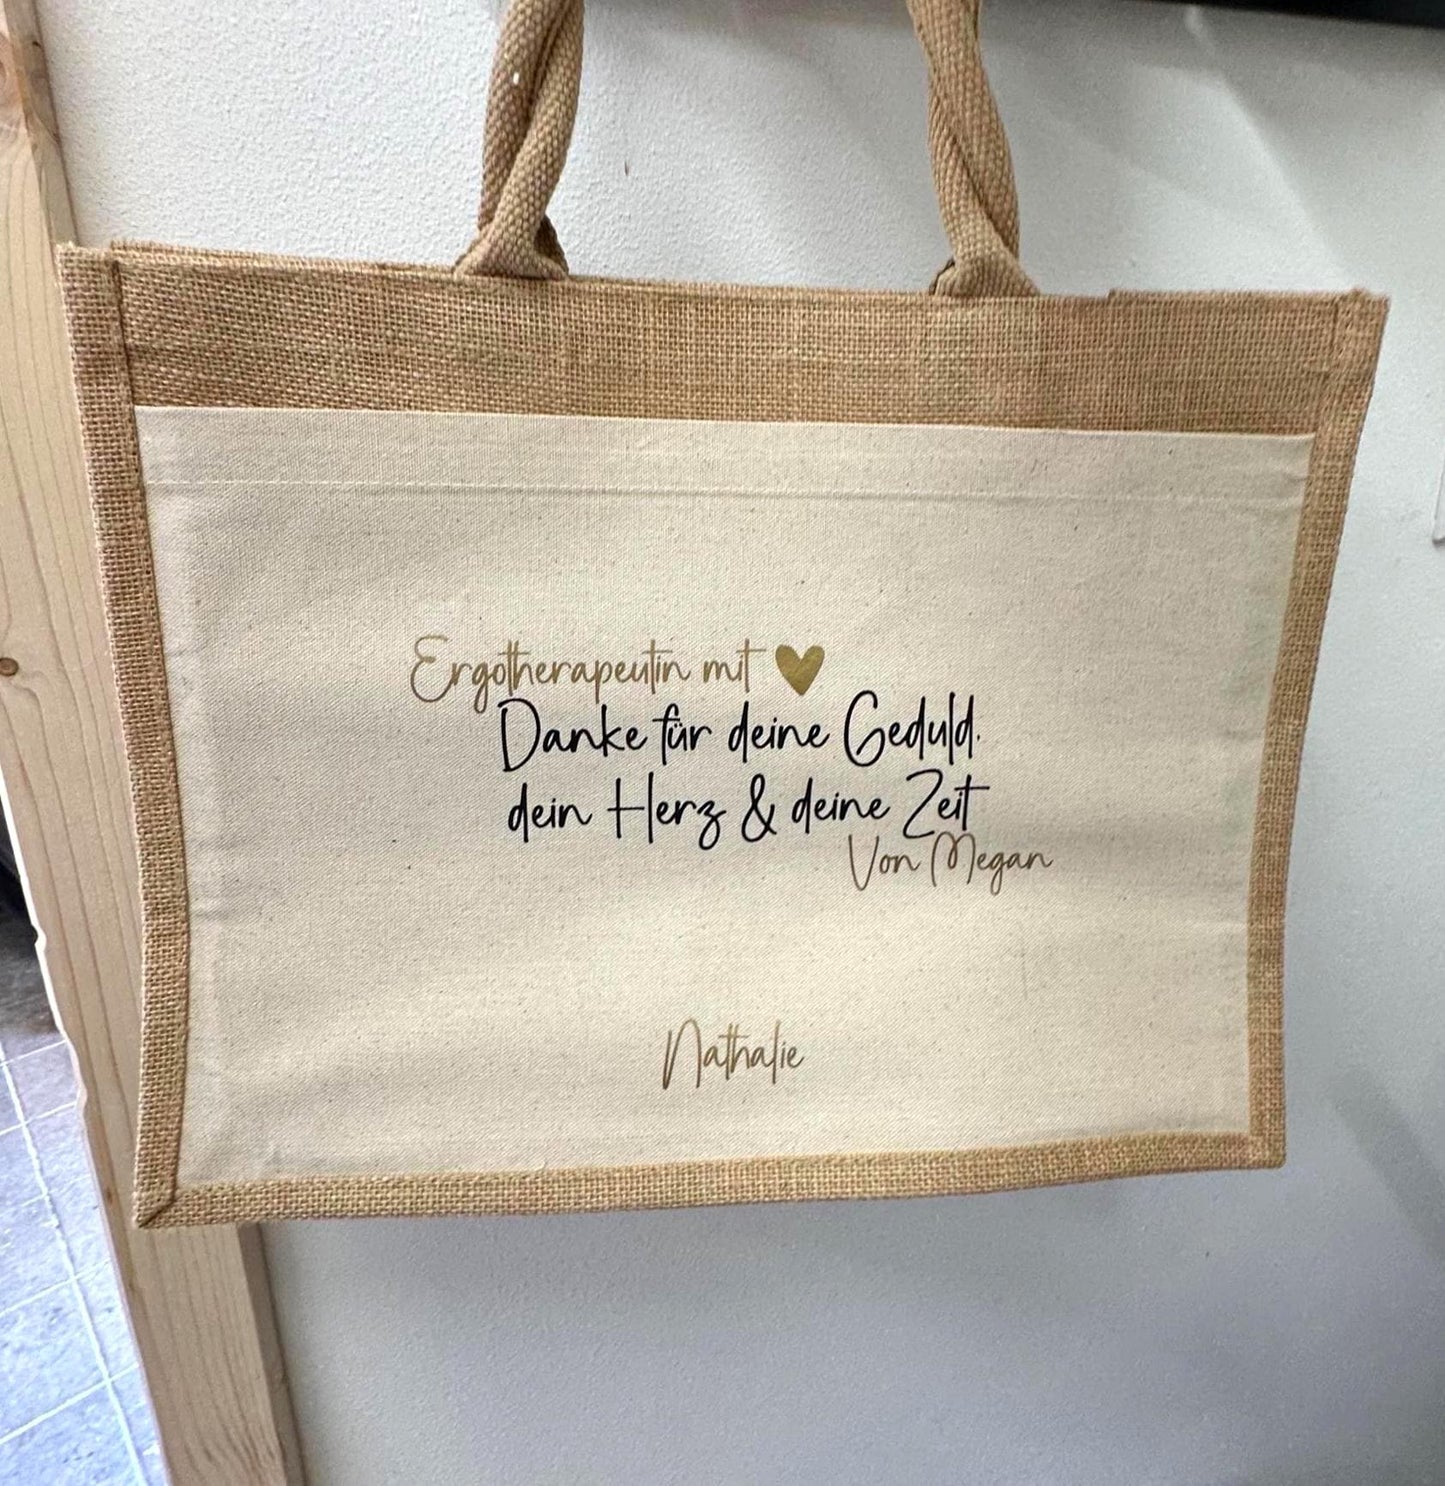 Ergotherapeutin mit
Danke für deine Geduld,
dein Herz & deine Zeit
Von Megan
Nathalie